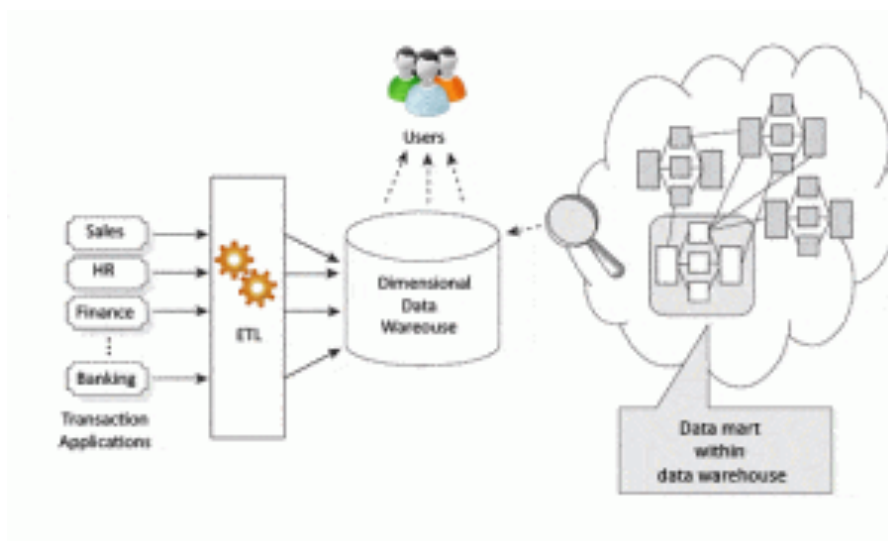 Users
Sales
HR
Finance
Banking
Transaction
Applications
ETL
Dimensional
Data
Wareouse
Data mart
within
data warehouse